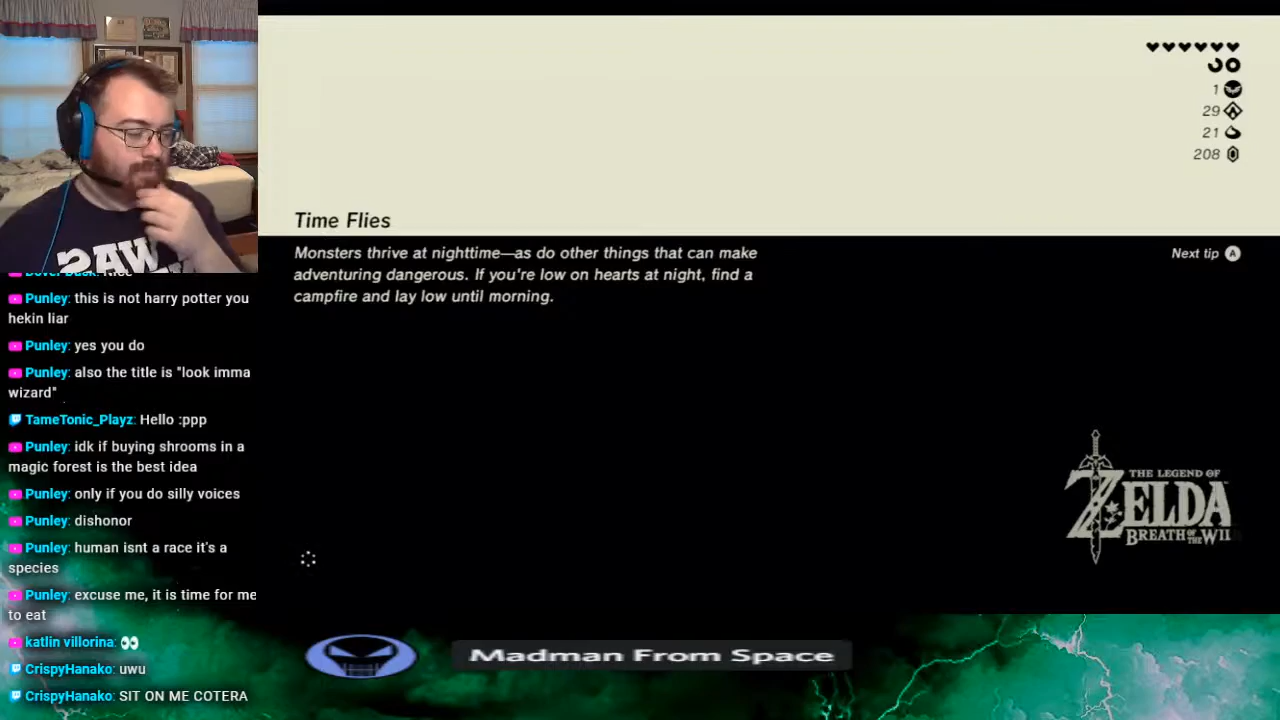 1
29
21
208
Time Flies
Monsters thrive at nighttime—as do other things that can make
adventuring dangerous. If you're low on hearts at night, find a
campfire and lay low until morning.
Next tip A
THE LEGEND OF
ZELDA
BREATH OF THE WIL
Punley: this is not harry potter you
hekin liar
Punley: yes you do
Punley: also the title is "look imma
wizard"
TameTonic_Playz: Hello :ppp
Punley: idk if buying shrooms in a
magic forest is the best idea
Punley: only if you do silly voices
Punley: dishonor
Punley: human isnt a race it's a
species
Punley: excuse me, it is time for me
to eat
katlin villorina: 👀
CrispyHanako: uwu
CrispyHanako: SIT ON ME COTERA
Madman From Space